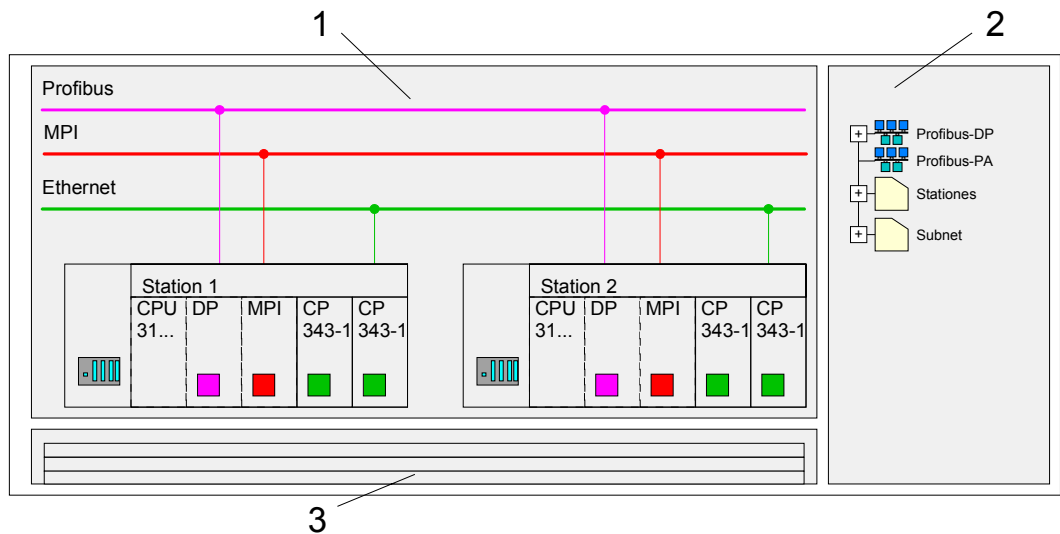 1
2
Profibus
MPI
Ethernet
Profibus-DP
Profibus-PA
Stationes
Subnet
Station 1
CPU 31...
DP
MPI
CP 343-1
CP 343-1
Station 2
CPU 31...
DP
MPI
CP 343-1
CP 343-1
3